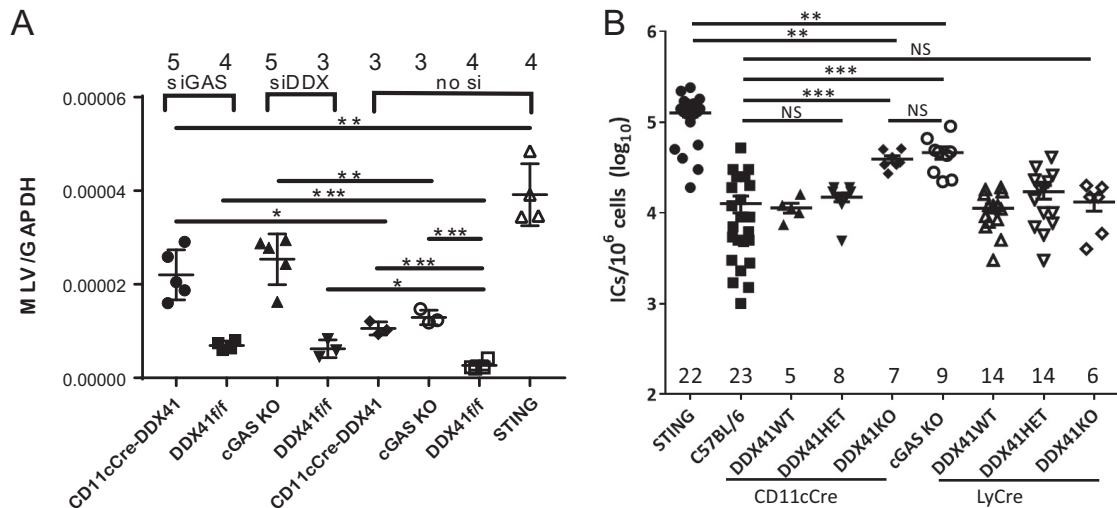 A
5 4 5 3 3 3 4 4
siGAS siDDX no si
0.00006
0.00004
0.00002
0.00000
MLV/GAPDH
**
**
***
*
***
***
*
CD11cCre-DDX41
DDX41f/f
cGAS KO
DDX41f/f
CD11cCre-DDX41
cGAS KO
DDX41f/f
STING
B
**
**
NS
***
***
NS NS
6
5
4
3
2
ICs/10⁶ cells (log₁₀)
22 23 5 8 7 9 14 14 6
STING
C57BL/6
DDX41WT
DDX41HET
DDX41KO
cGAS KO
DDX41WT
DDX41HET
DDX41KO
CD11cCre LyCre